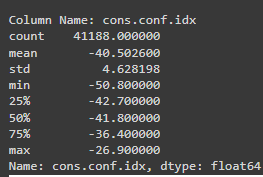 Column Name: cons.conf.idx
count    41188.000000
mean       -40.502600
std          4.628198
min        -50.800000
25%        -42.700000
50%        -41.800000
75%        -36.400000
max        -26.900000
Name: cons.conf.idx, dtype: float64